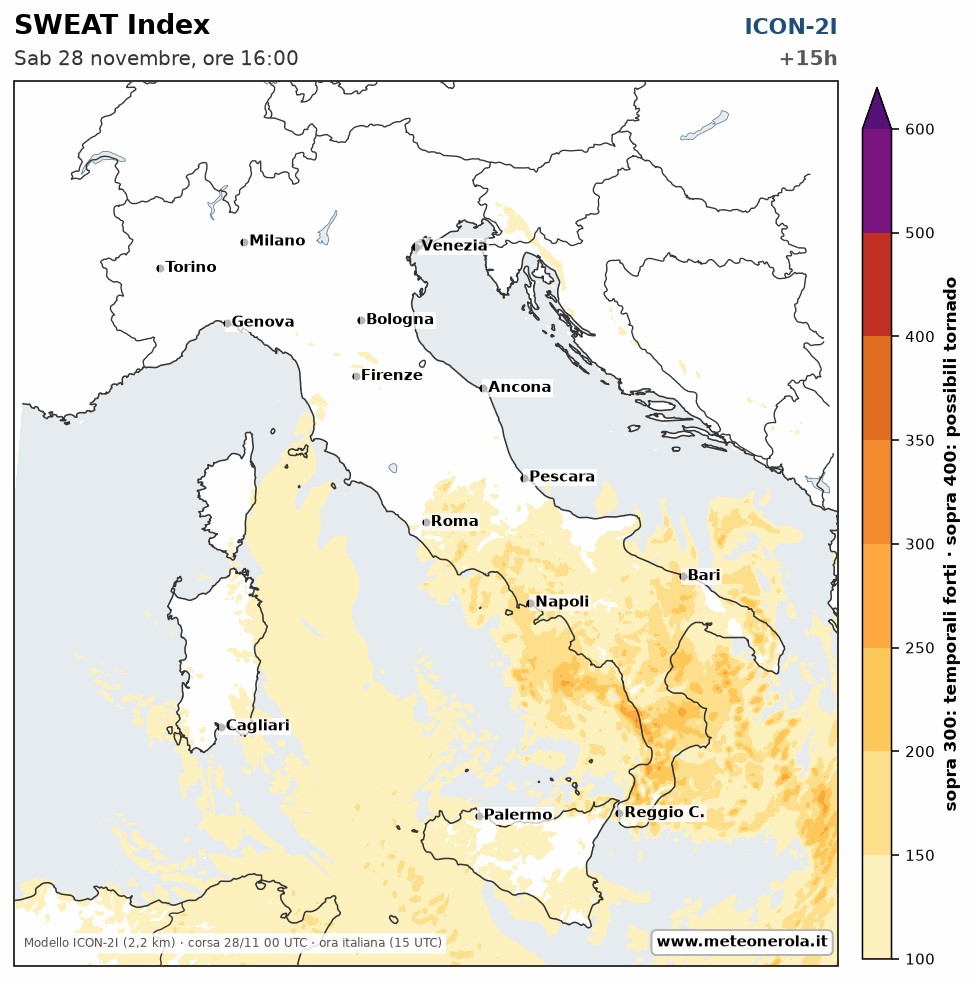 SWEAT Index
ICON-2I
Sab 28 novembre, ore 16:00
+15h
600
500
400
350
300
250
200
150
100
sopra 300: temporali forti · sopra 400: possibili tornado
Milano
Venezia
Torino
Genova
Bologna
Firenze
Ancona
Pescara
Roma
Bari
Napoli
Cagliari
Palermo
Reggio C.
Modello ICON-2I (2,2 km) · corsa 28/11 00 UTC · ora italiana (15 UTC)
www.meteonerola.it